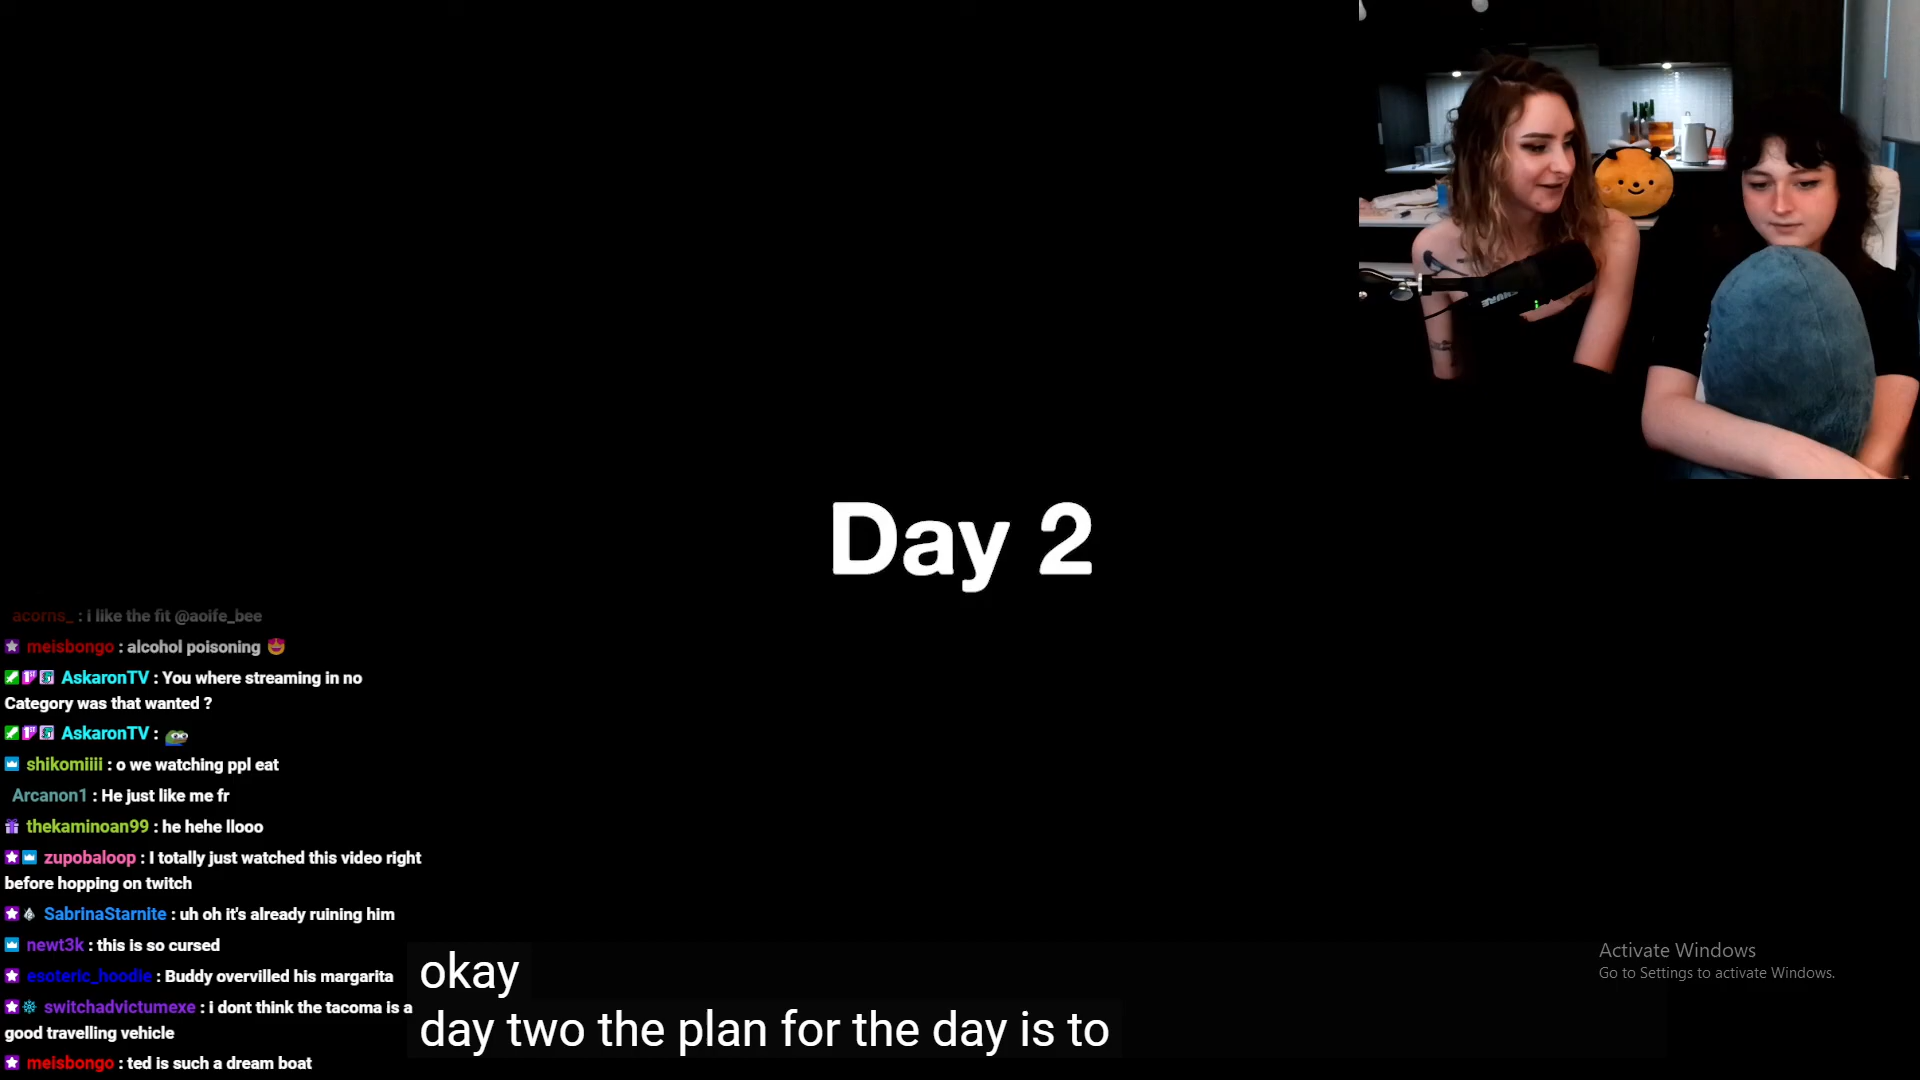 Day 2
acorns_ : i like the fit @aoife_bee
meisbongo : alcohol poisoning
AskaronTV : You where streaming in no
Category was that wanted ?
AskaronTV :
shikomiiii : o we watching ppl eat
Arcanon1 : He just like me fr
thekaminoan99 : he hehe llooo
zupobaloop : I totally just watched this video right
before hopping on twitch
SabrinaStarnite : uh oh it's already ruining him
newt3k : this is so cursed
esoteric_hoodie : Buddy overvilled his margarita
switchadvictumexe : i dont think the tacoma is a
good travelling vehicle
meisbongo : ted is such a dream boat
okay
day two the plan for the day is to
Activate Windows
Go to Settings to activate Windows.
SHURE